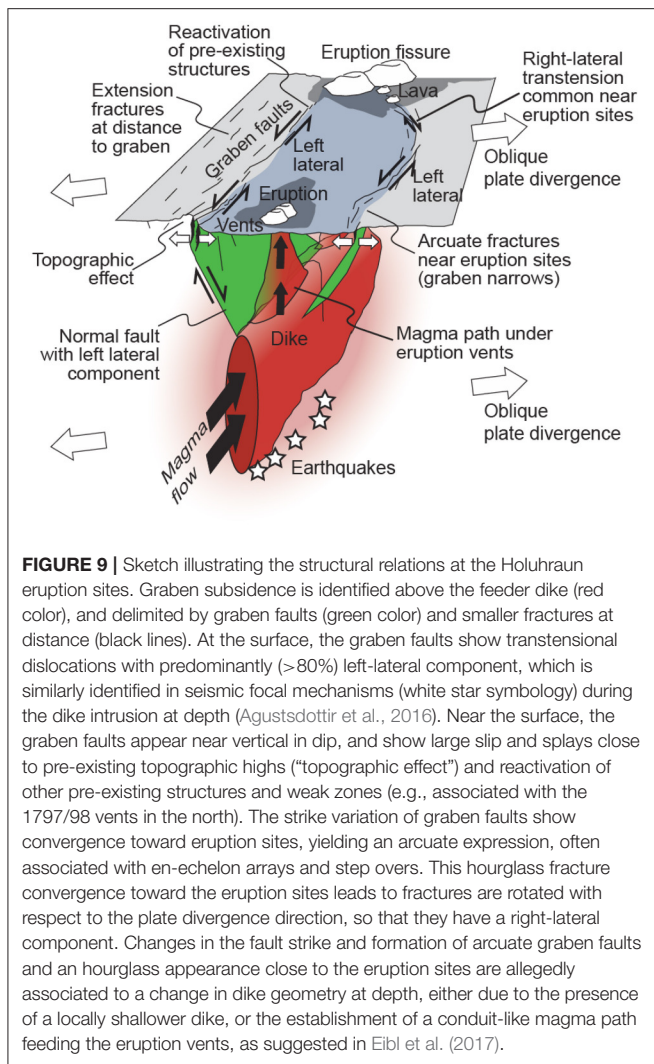 Reactivation
of pre-existing
structures
Eruption fissure
Right-lateral
transtension
common near
eruption sites
Extension
fractures
at distance
to graben
Lava
Graben faults
Left
lateral
Oblique
plate divergence
Left
lateral
Eruption
Vents
Topographic
effect
Arcuate fractures
near eruption sites
(graben narrows)
Normal fault
with left lateral
component
Dike
Magma path under
eruption vents
Oblique
plate divergence
Magma
flow
Earthquakes
FIGURE 9 | Sketch illustrating the structural relations at the Holuhraun
eruption sites. Graben subsidence is identified above the feeder dike (red
color), and delimited by graben faults (green color) and smaller fractures at
distance (black lines). At the surface, the graben faults show transtensional
dislocations with predominantly (>80%) left-lateral component, which is
similarly identified in seismic focal mechanisms (white star symbology) during
the dike intrusion at depth (Agustsdottir et al., 2016). Near the surface, the
graben faults appear near vertical in dip, and show large slip and splays close
to pre-existing topographic highs (“topographic effect”) and reactivation of
other pre-existing structures and weak zones (e.g., associated with the
1797/98 vents in the north). The strike variation of graben faults show
convergence toward eruption sites, yielding an arcuate expression, often
associated with en-echelon arrays and step overs. This hourglass fracture
convergence toward the eruption sites leads to fractures are rotated with
respect to the plate divergence direction, so that they have a right-lateral
component. Changes in the fault strike and formation of arcuate graben faults
and an hourglass appearance close to the eruption sites are allegedly
associated to a change in dike geometry at depth, either due to the presence
of a locally shallower dike, or the establishment of a conduit-like magma path
feeding the eruption vents, as suggested in Eibl et al. (2017).